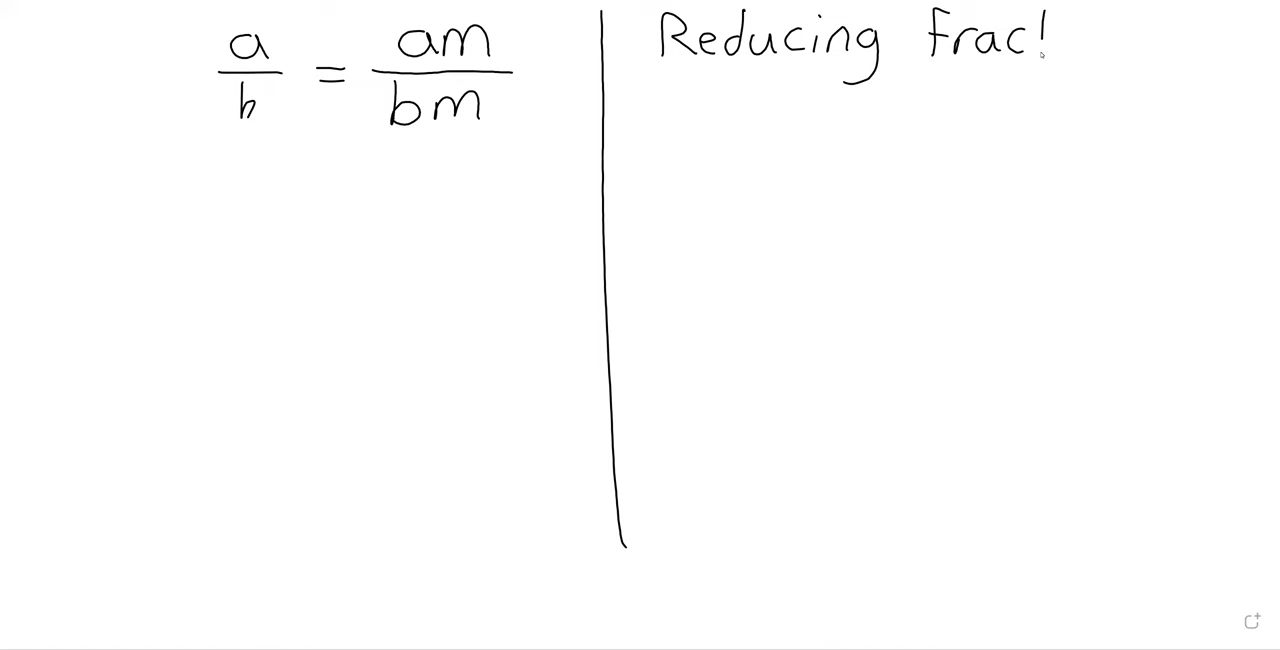 a/b = am/bm
Reducing frac!